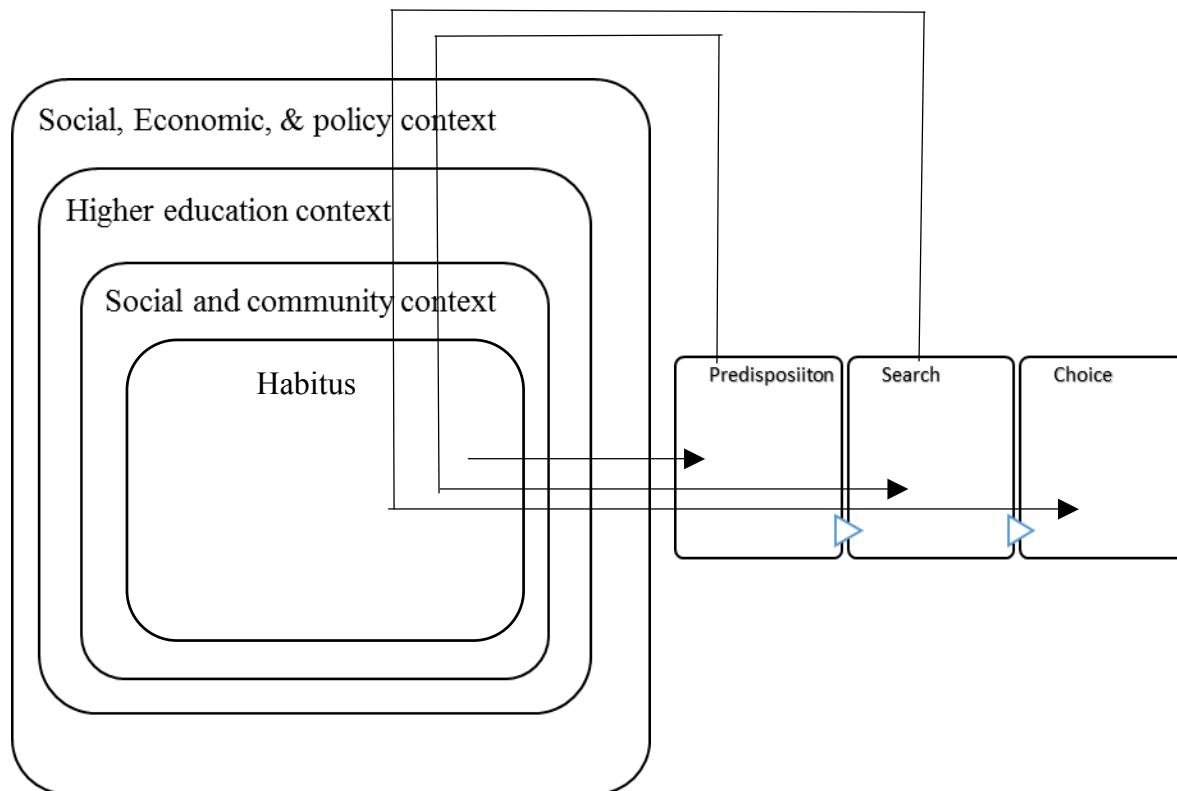 Social, Economic, & policy context
Higher education context
Social and community context
Habitus
Predisposiiton
Search
Choice